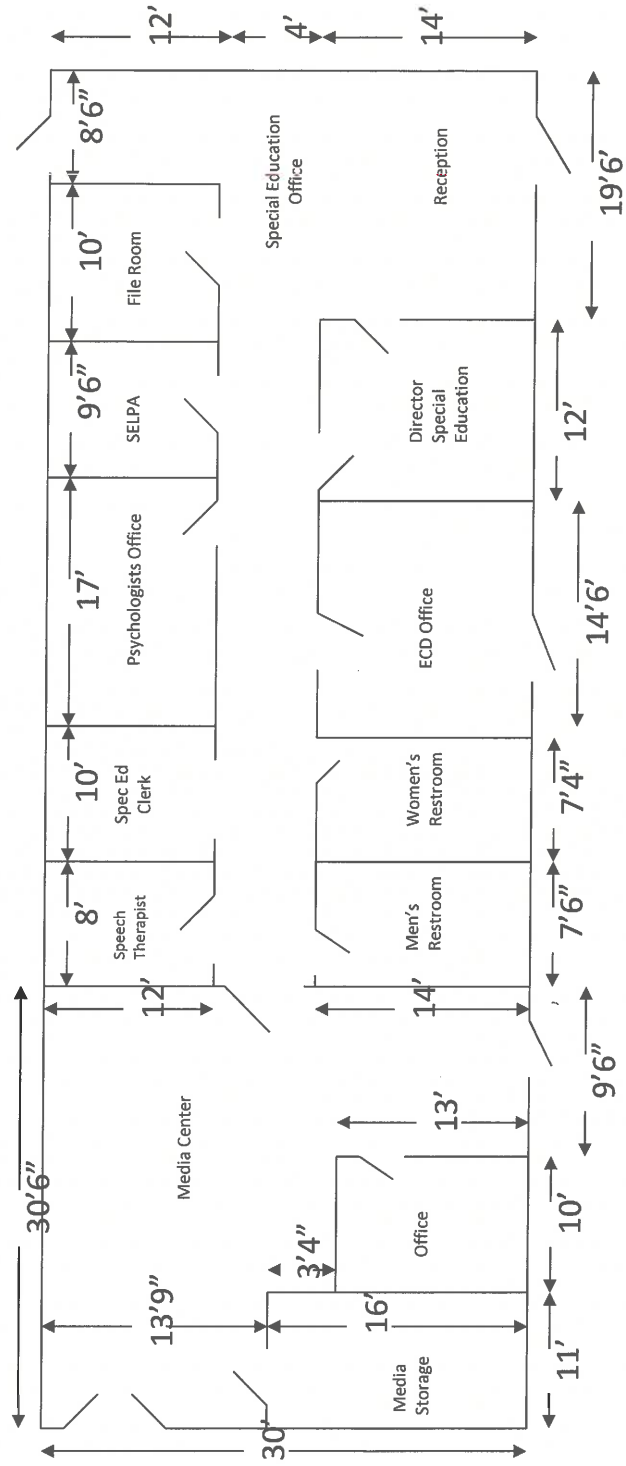 12'
4'
14'
8'6"
Special Education
Office
Reception
19'6'
10'
File Room
9'6"
SELPA
Director
Special
Education
12'
17'
Psychologists Office
ECD Office
14'6'
10'
Spec Ed
Clerk
Women's
Restroom
7'4"
8'
Speech
Therapist
Men's
Restroom
7'6"
12'
14'
30'6"
Media Center
9'6"
13'
3'4"
Office
10'
13'9"
16'
Media
Storage
11'
30'